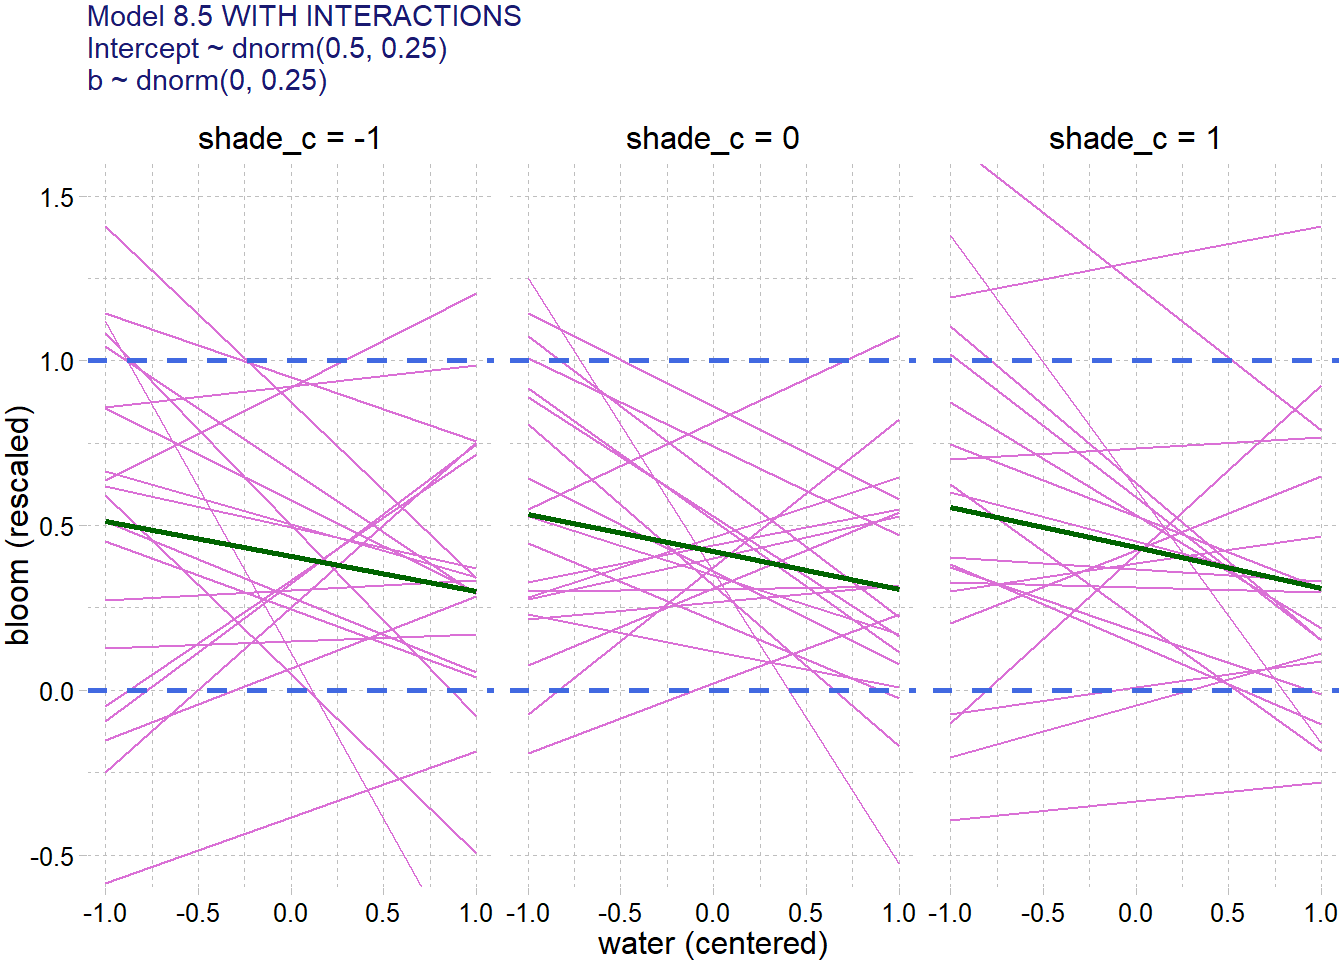 Model 8.5 WITH INTERACTIONS
Intercept ~ dnorm(0.5, 0.25)
b ~ dnorm(0, 0.25)
shade_c = -1 shade_c = 0 shade_c = 1
1.5
1.0
0.5
0.0
-0.5
bloom (rescaled)
-1.0 -0.5 0.0 0.5 1.0 -1.0 -0.5 0.0 0.5 1.0 -1.0 -0.5 0.0 0.5 1.0
water (centered)